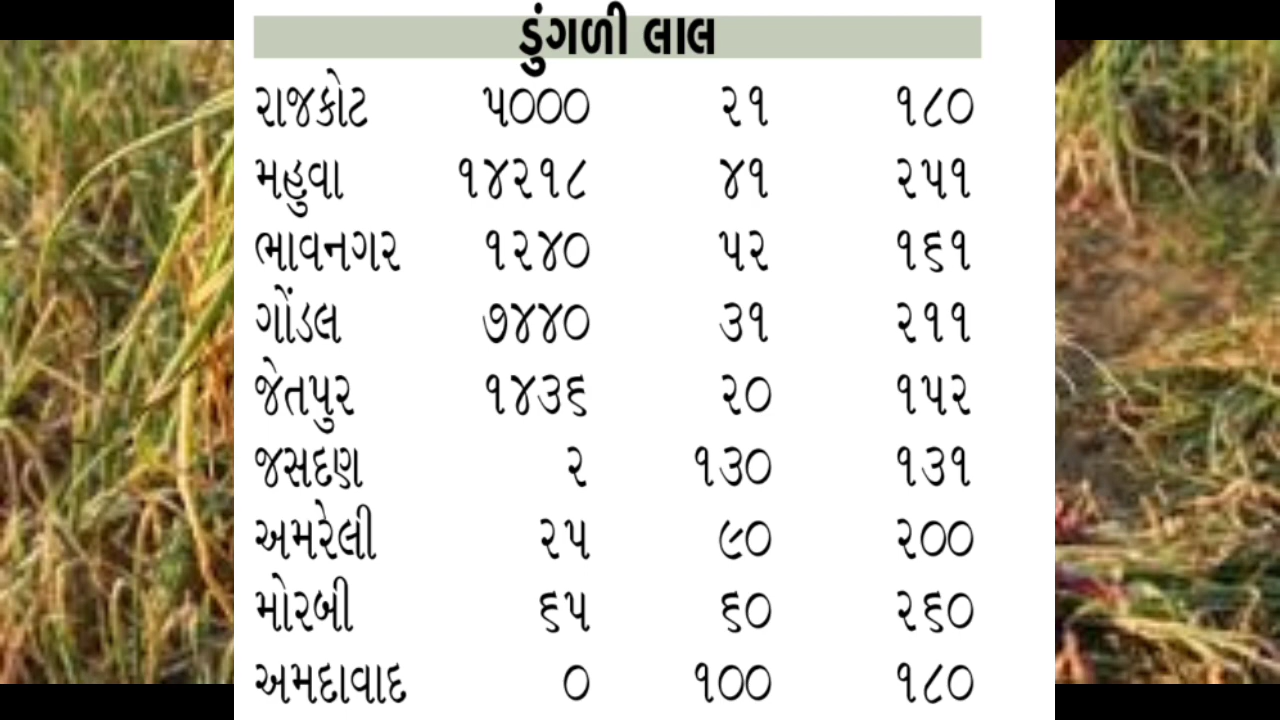 ડુંગળી લાલ
રાજકોટ ૫૦૦૦ ૨૧ ૧૮૦
મહુવા ૧૪૨૧૮ ૪૧ ૨૫૧
ભાવનગર ૧૨૪૦ ૫૨ ૧૬૧
ગોંડલ ૭૪૪૦ ૩૧ ૨૧૧
જેતપુર ૧૪૩૬ ૨૦ ૧૫૨
જસદણ ૨ ૧૩૦ ૧૩૧
અમરેલી ૨૫ ૯૦ ૨૦૦
મોરબી ૬૫ ૬૦ ૨૬૦
અમદાવાદ ૦ ૧૦૦ ૧૮૦